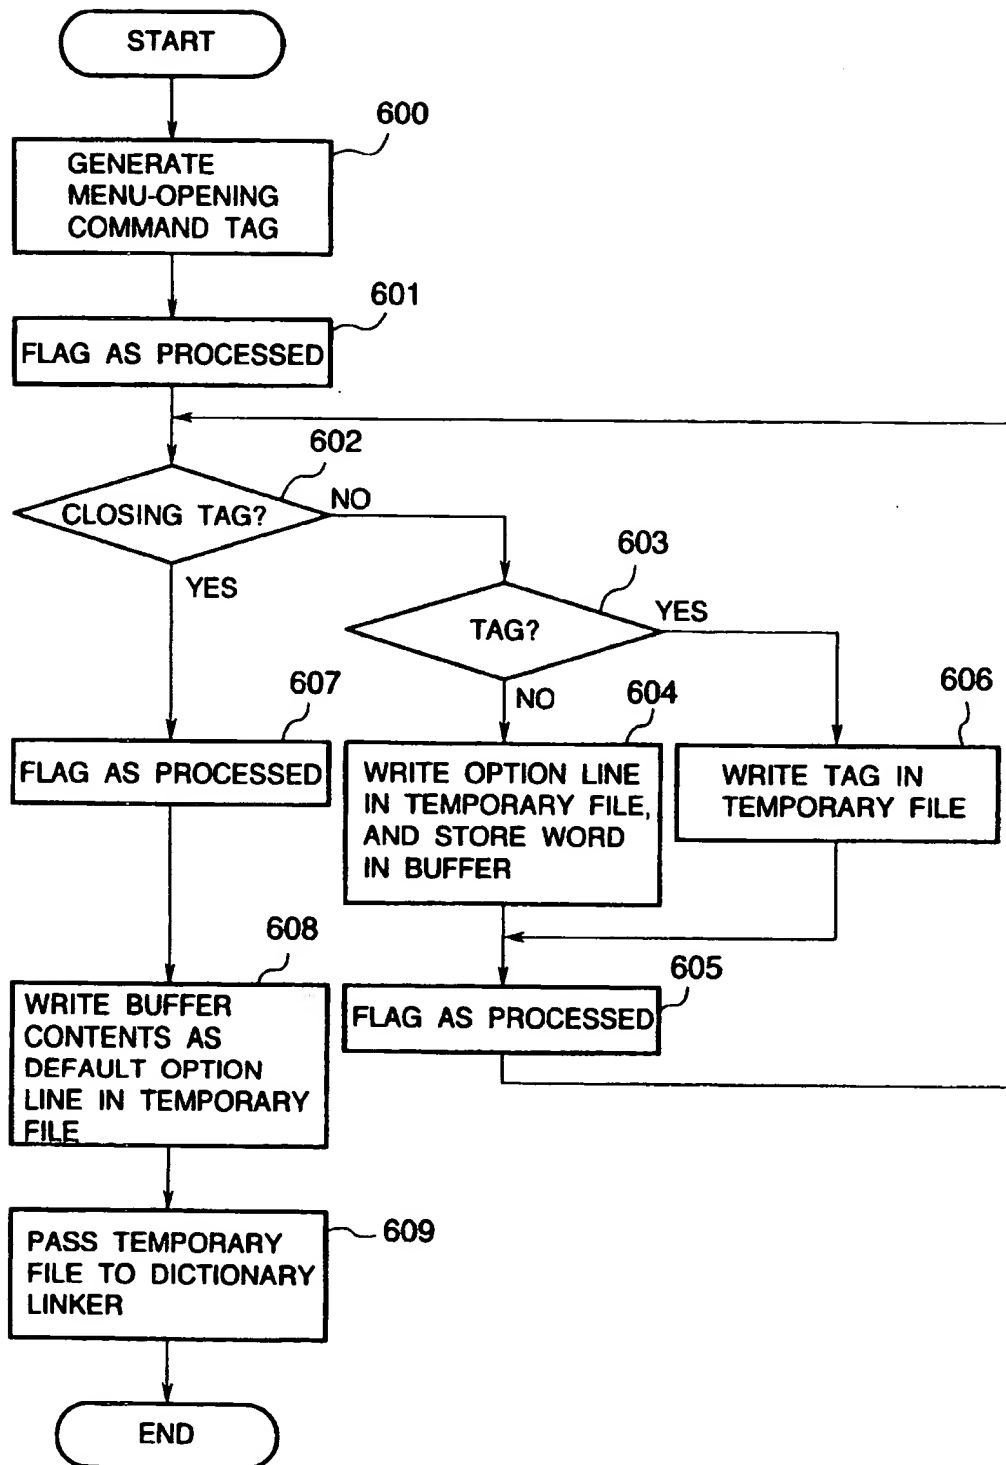 START
600
GENERATE
MENU-OPENING
COMMAND TAG
601
FLAG AS PROCESSED
602
CLOSING TAG?
NO
YES
603
TAG?
YES
NO
607
FLAG AS PROCESSED
604
WRITE OPTION LINE
IN TEMPORARY FILE,
AND STORE WORD
IN BUFFER
606
WRITE TAG IN
TEMPORARY FILE
605
FLAG AS PROCESSED
608
WRITE BUFFER
CONTENTS AS
DEFAULT OPTION
LINE IN TEMPORARY
FILE
609
PASS TEMPORARY
FILE TO DICTIONARY
LINKER
END